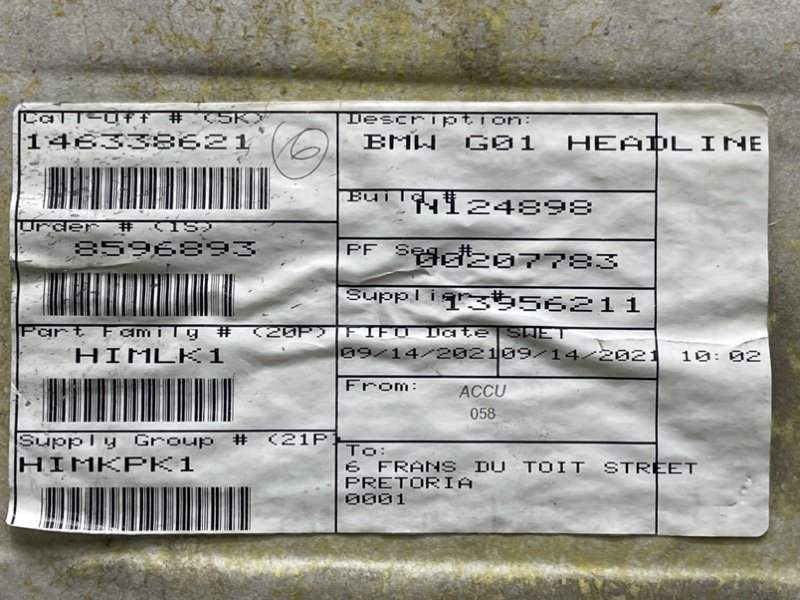 Call-Off # (5K)
146338621
16
Order # (1S)
8596893
Part Family # (20P)
HIMLK1
Supply Group # (21P)
HIMKPK1
Description:
BMW G01 HEADLINE
Build #
N124898
PF Seq #
00207783
Supplier #
13956211
FIFO Date SWET
09/14/2021 09/14/2021 10:02
From:
ACCU
058
To:
6 FRANS DU TOIT STREET
PRETORIA
0001